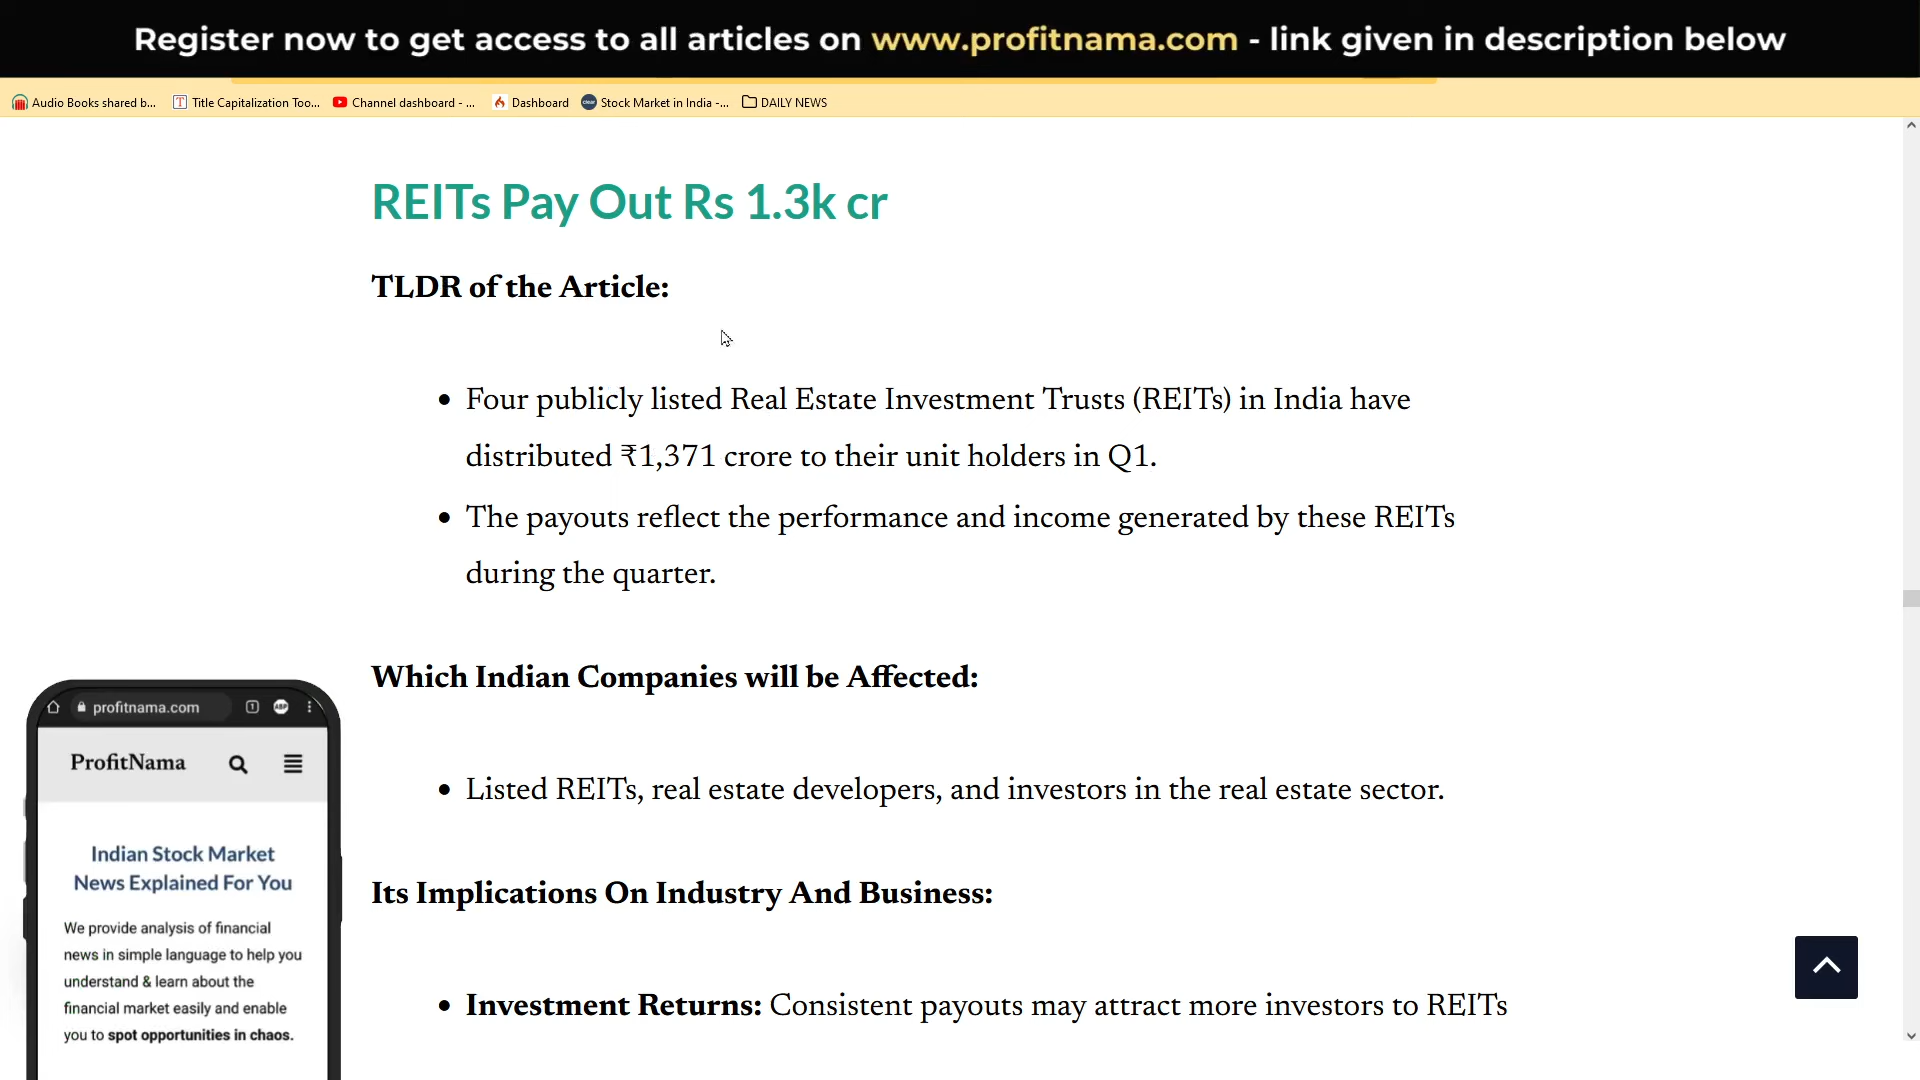 Register now to get access to all articles on www.profitnama.com - link given in description below
Audio Books shared b... Title Capitalization Too... Channel dashboard - ... Dashboard Stock Market in India -... DAILY NEWS
REITs Pay Out Rs 1.3k cr
TLDR of the Article:
• Four publicly listed Real Estate Investment Trusts (REITs) in India have
distributed ₹1,371 crore to their unit holders in Q1.
• The payouts reflect the performance and income generated by these REITs
during the quarter.
Which Indian Companies will be Affected:
• Listed REITs, real estate developers, and investors in the real estate sector.
Its Implications On Industry And Business:
• Investment Returns: Consistent payouts may attract more investors to REITs
profitnama.com 1 ABP
ProfitNama
Indian Stock Market
News Explained For You
We provide analysis of financial
news in simple language to help you
understand & learn about the
financial market easily and enable
you to spot opportunities in chaos.